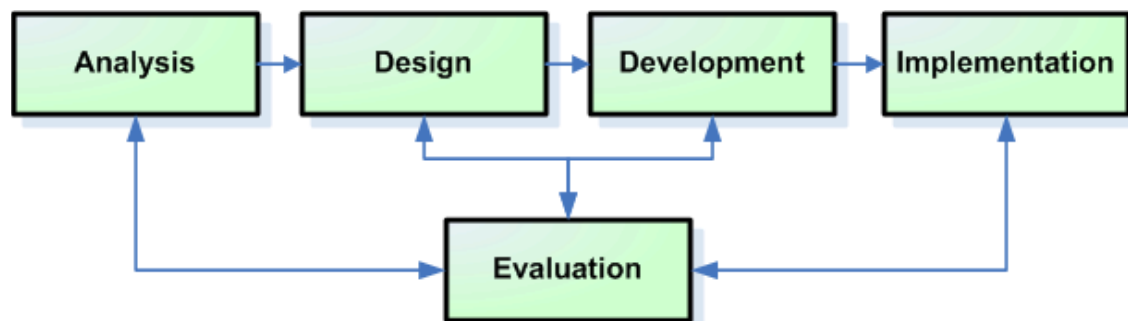 Analysis
Design
Development
Implementation
Evaluation